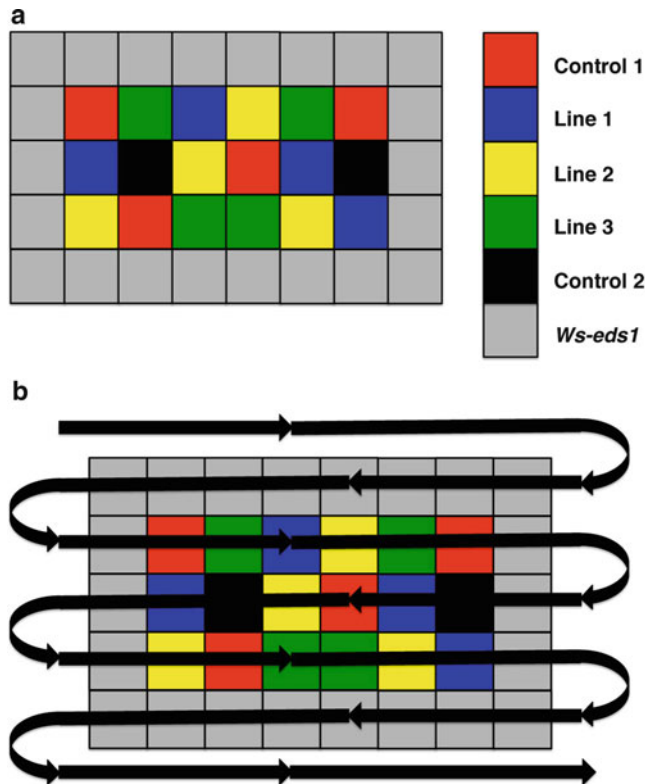 a
Control 1
Line 1
Line 2
Line 3
Control 2
Ws-eds1
b